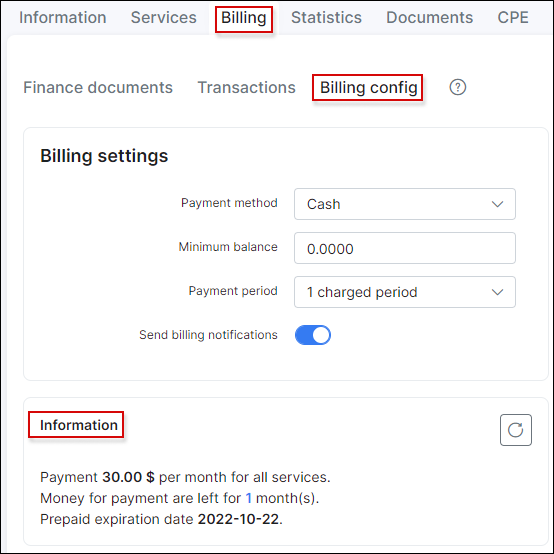 Information Services Billing Statistics Documents CPE
Finance documents Transactions Billing config ?
Billing settings
Payment method Cash
Minimum balance 0.0000
Payment period 1 charged period
Send billing notifications
Information
Payment 30.00 $ per month for all services.
Money for payment are left for 1 month(s).
Prepaid expiration date 2022-10-22.